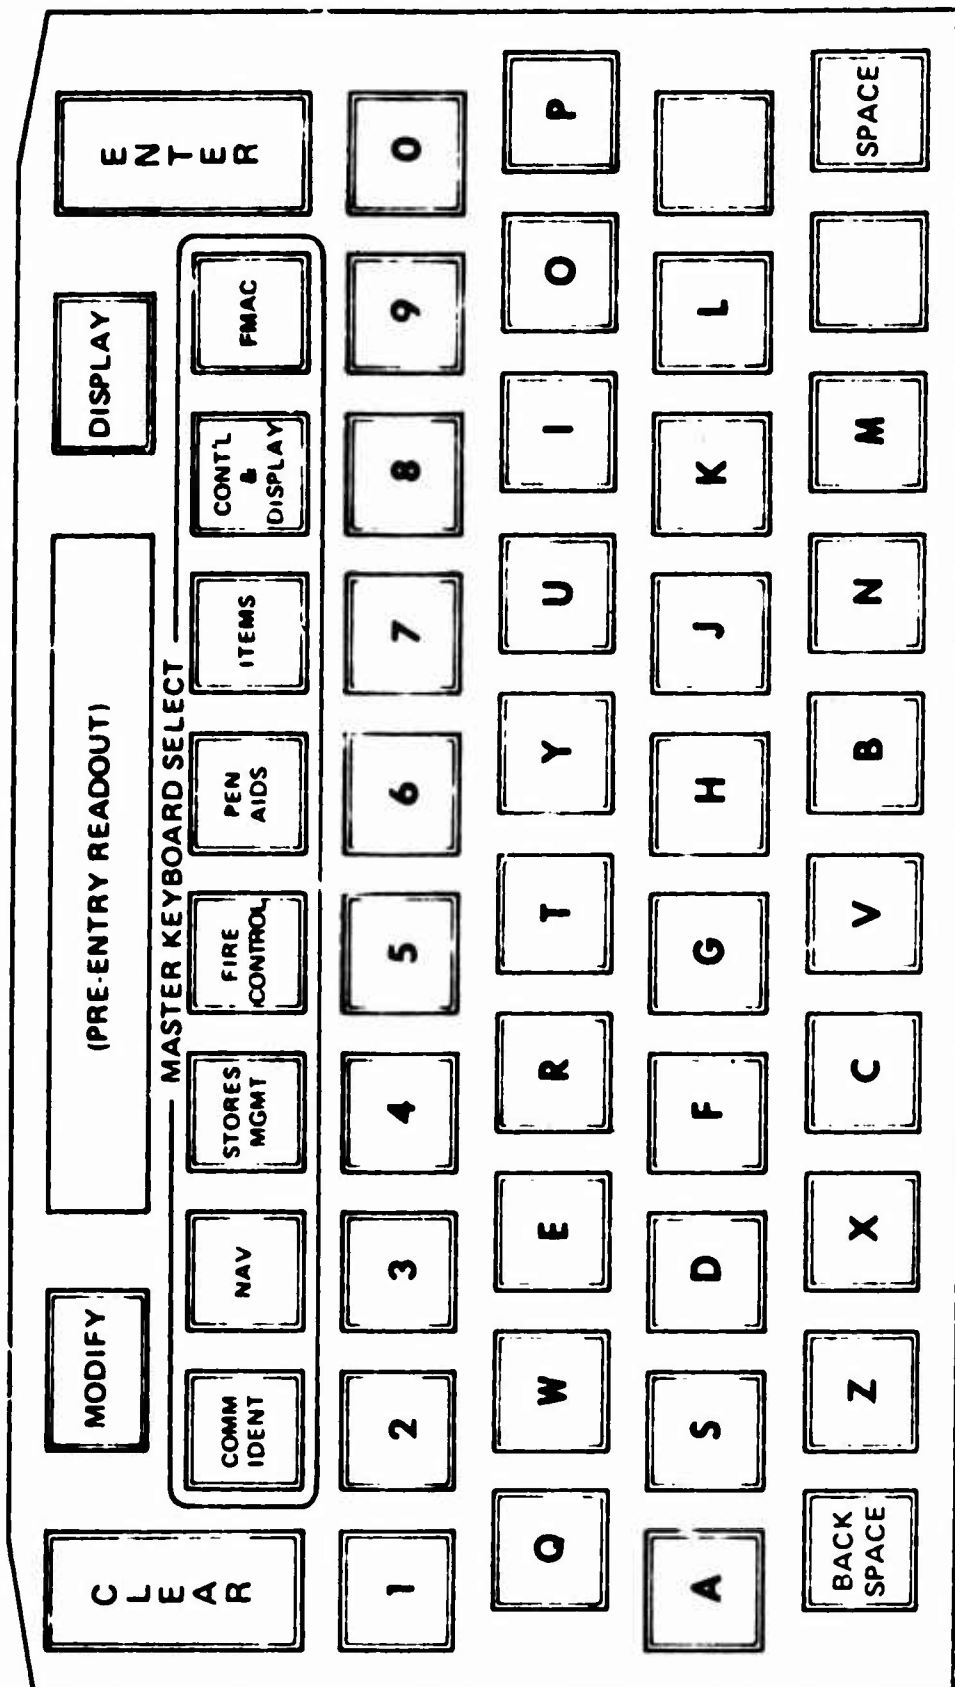 CLEAR
MODIFY
(PRE-ENTRY READOUT)
DISPLAY
ENTER
MASTER KEYBOARD SELECT
COMM
IDENT
NAV
STORES
MGMT
FIRE
CONTROL
PEN
AIDS
ITEMS
CONT'L
&
DISPLAY
FMAC
1 2 3 4 5 6 7 8 9 0
Q W E R T Y U I O P
A S D F G H J K L
BACK
SPACE
Z X C V B N M
SPACE